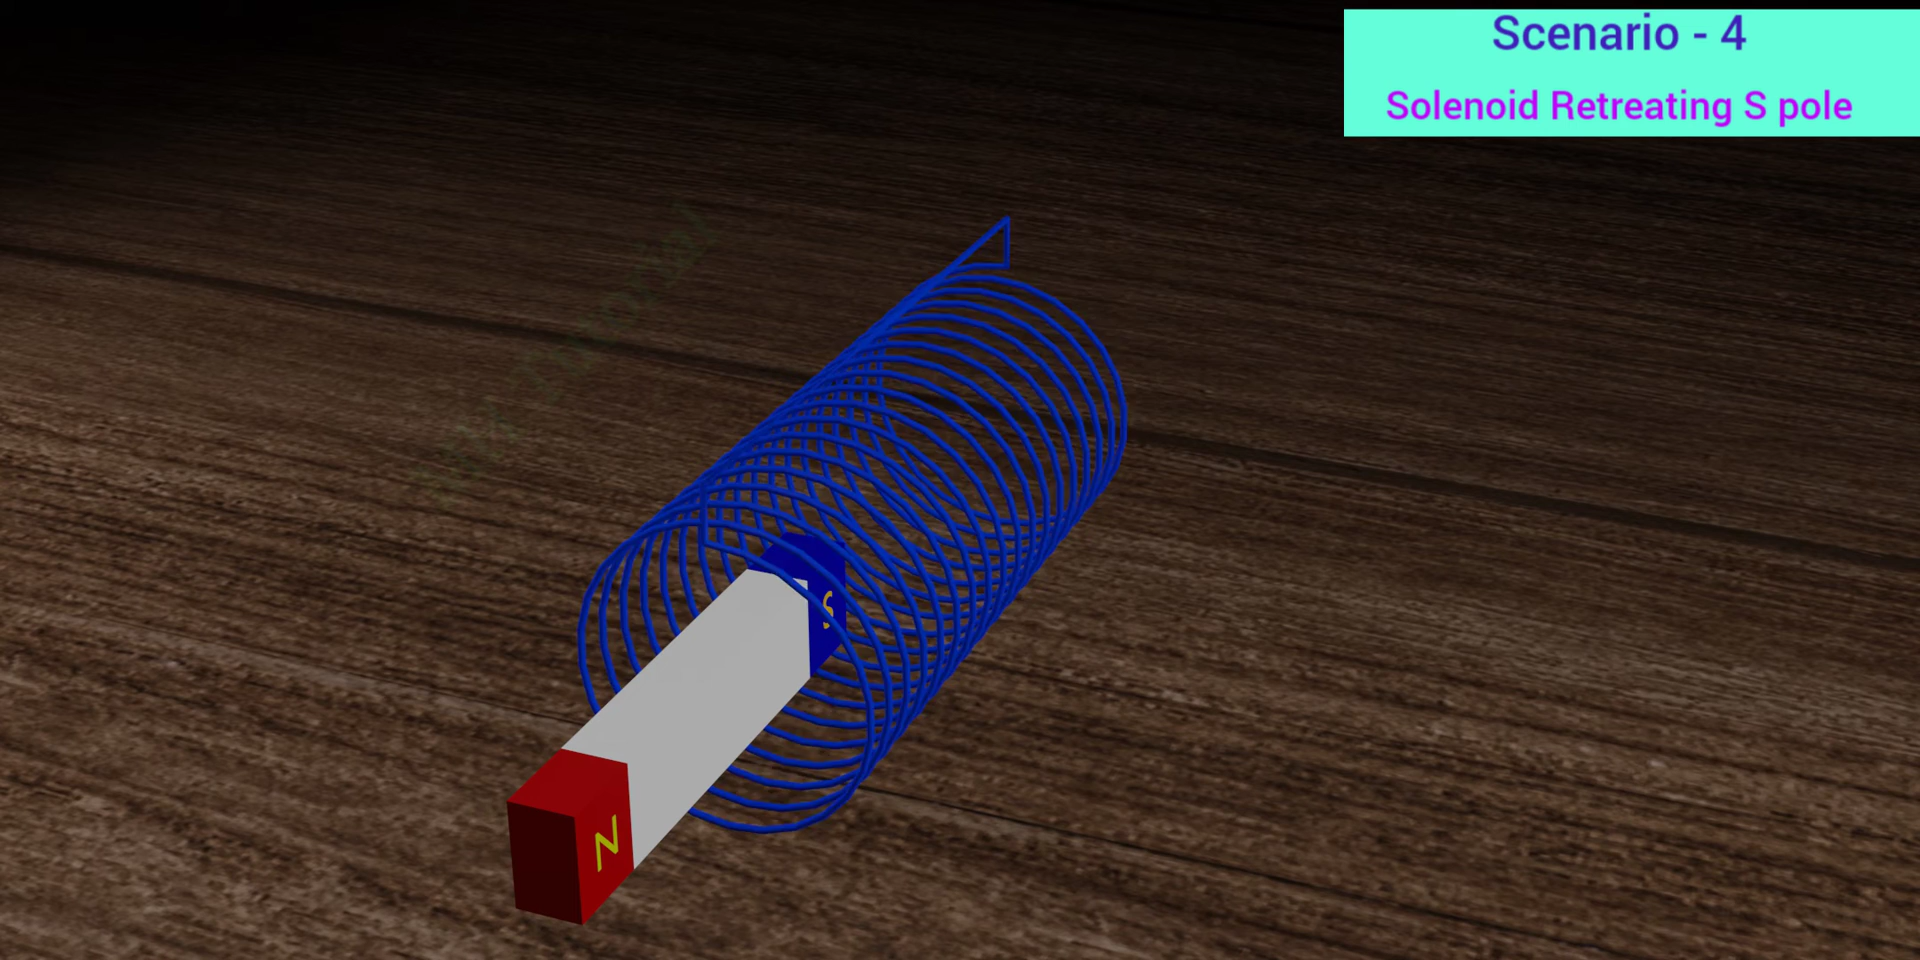 Scenario - 4
Solenoid Retreating S pole
S
N